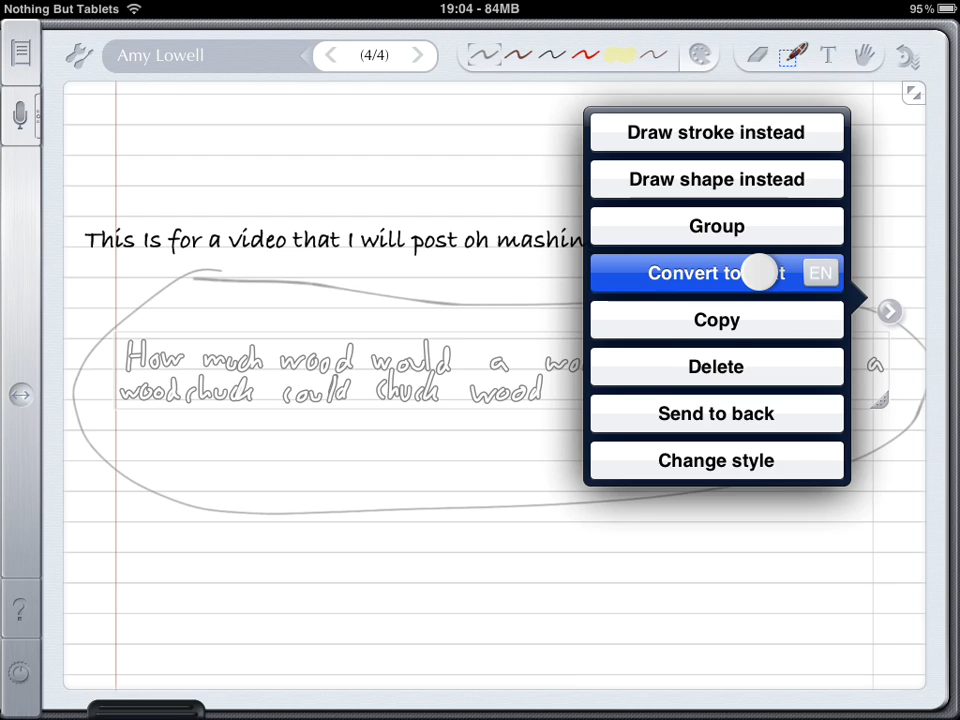 Nothing But Tablets 19:04 - 84MB 95%
Amy Lowell (4/4) T
Draw stroke instead
Draw shape instead
Group
This Is for a video that I will post oh mashin
Convert to EN
Copy
How much wood would a a
Delete
woodchuck could chuck wood
Send to back
Change style
?